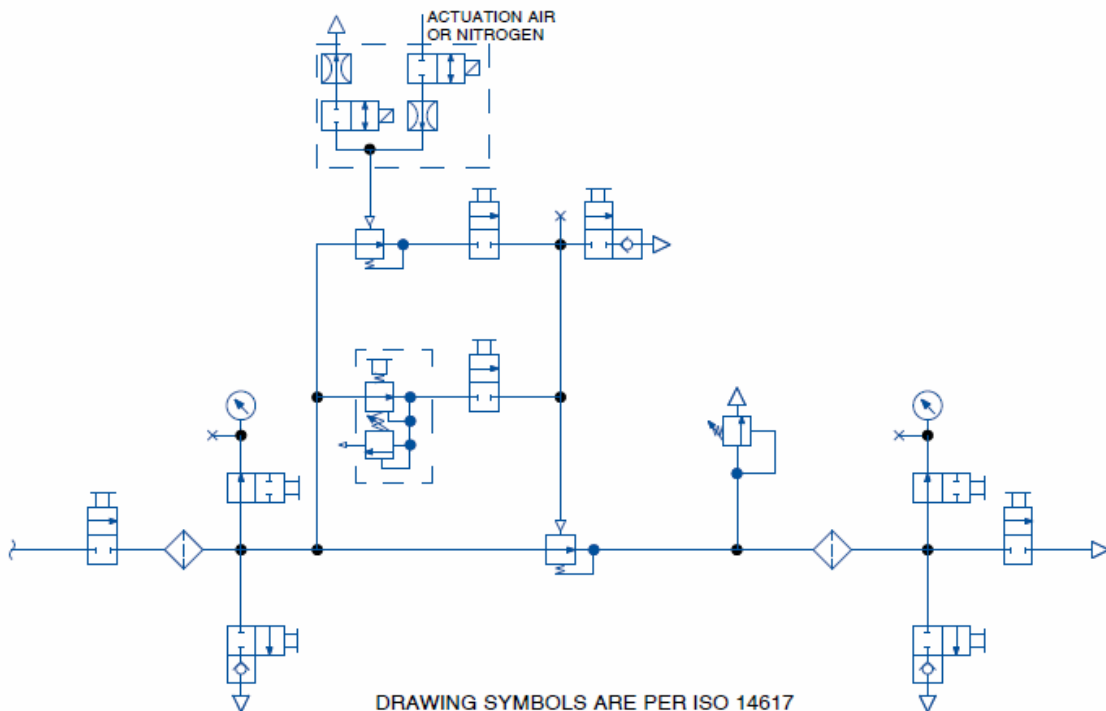 ACTUATION AIR
OR NITROGEN
DRAWING SYMBOLS ARE PER ISO 14617